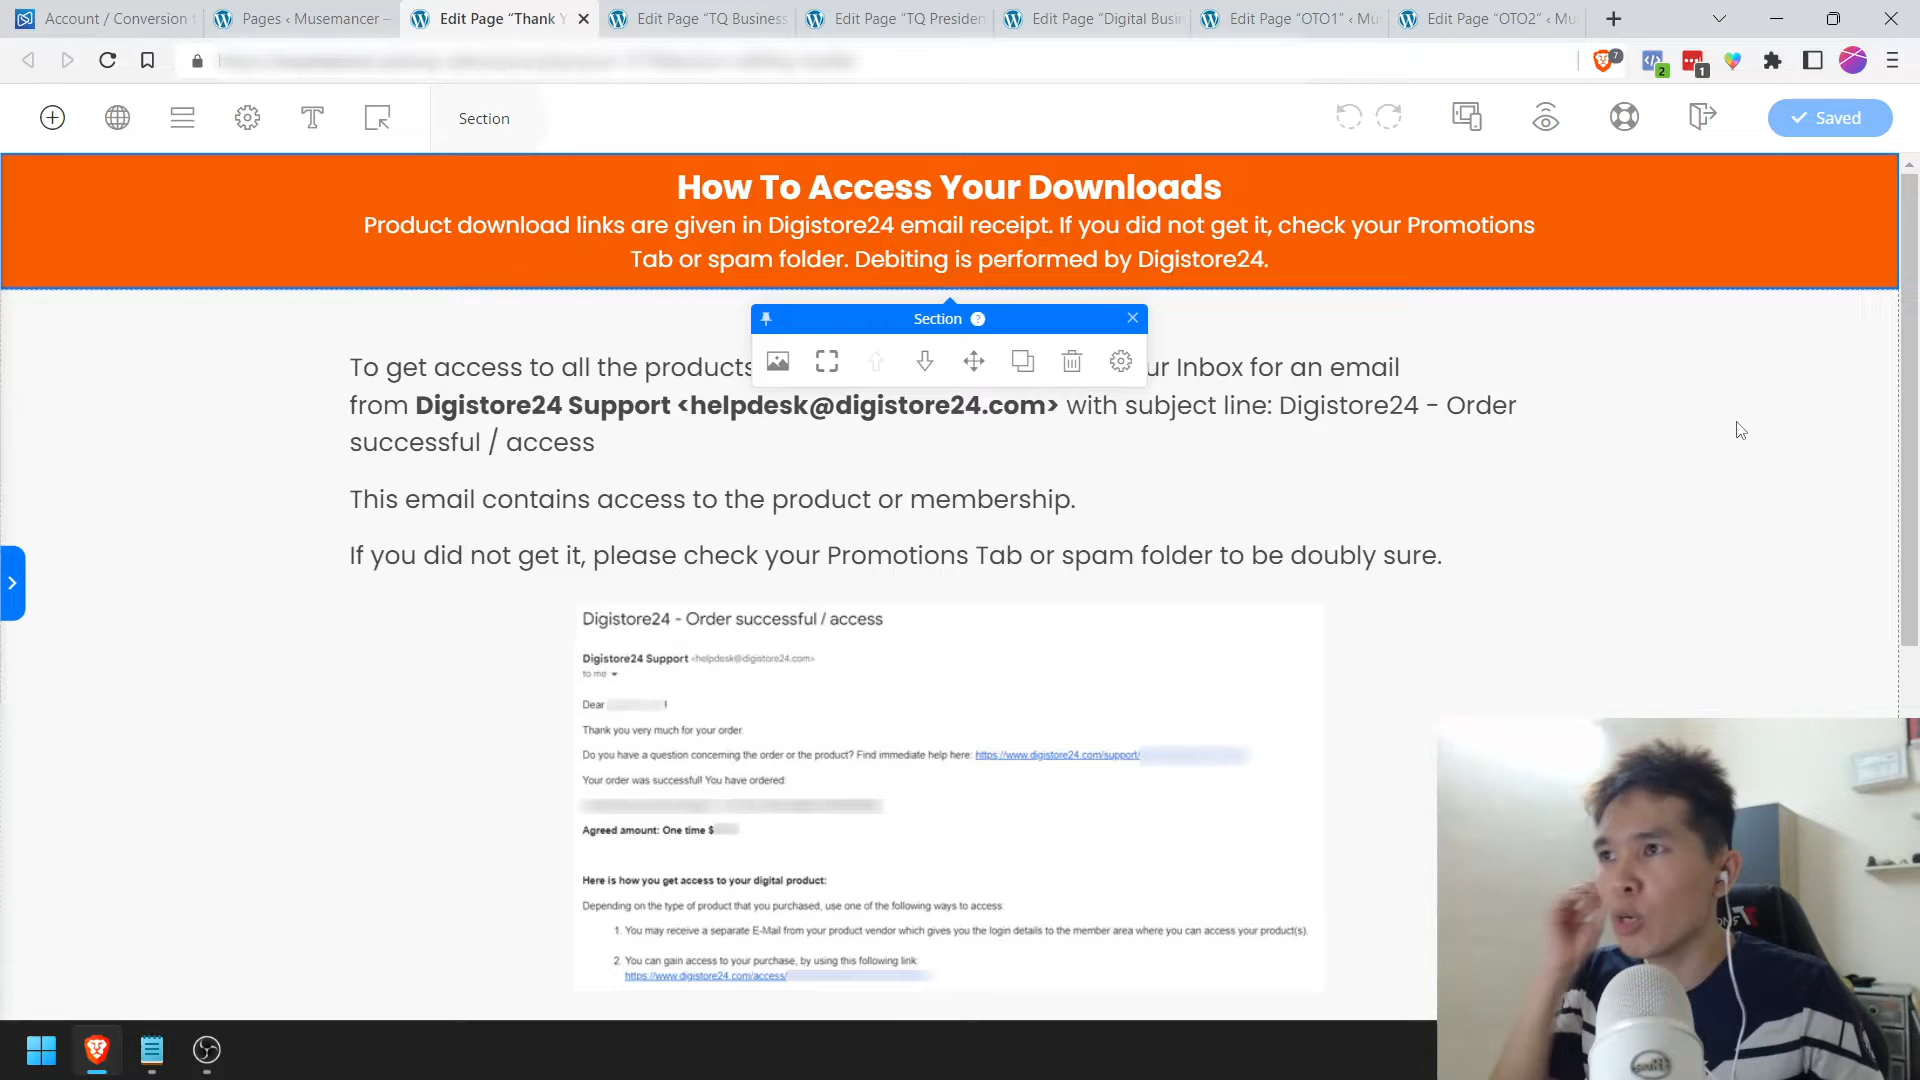 Account / Conversion
Pages ‹ Musemancer —
Edit Page “Thank Y
Edit Page “TQ Business
Edit Page “TQ Presiden
Edit Page “Digital Busin
Edit Page “OTO1” ‹ Mu
Edit Page “OTO2” ‹ Mu
7
2
1
Section
Saved
How To Access Your Downloads
Product download links are given in Digistore24 email receipt. If you did not get it, check your Promotions
Tab or spam folder. Debiting is performed by Digistore24.
Section ?
To get access to all the products ur Inbox for an email
from Digistore24 Support <helpdesk@digistore24.com> with subject line: Digistore24 - Order
successful / access
This email contains access to the product or membership.
If you did not get it, please check your Promotions Tab or spam folder to be doubly sure.
Digistore24 - Order successful / access
Digistore24 Support <helpdesk@digistore24.com>
to me
Dear !
Thank you very much for your order.
Do you have a question concerning the order or the product? Find immediate help here: https://www.digistore24.com/support/
Your order was successful! You have ordered:
Agreed amount: One time $
Here is how you get access to your digital product:
Depending on the type of product that you purchased, use one of the following ways to access:
1. You may receive a separate E-Mail from your product vendor which gives you the login details to the member area where you can access your product(s).
2. You can gain access to your purchase, by using this following link:
https://www.digistore24.com/access/